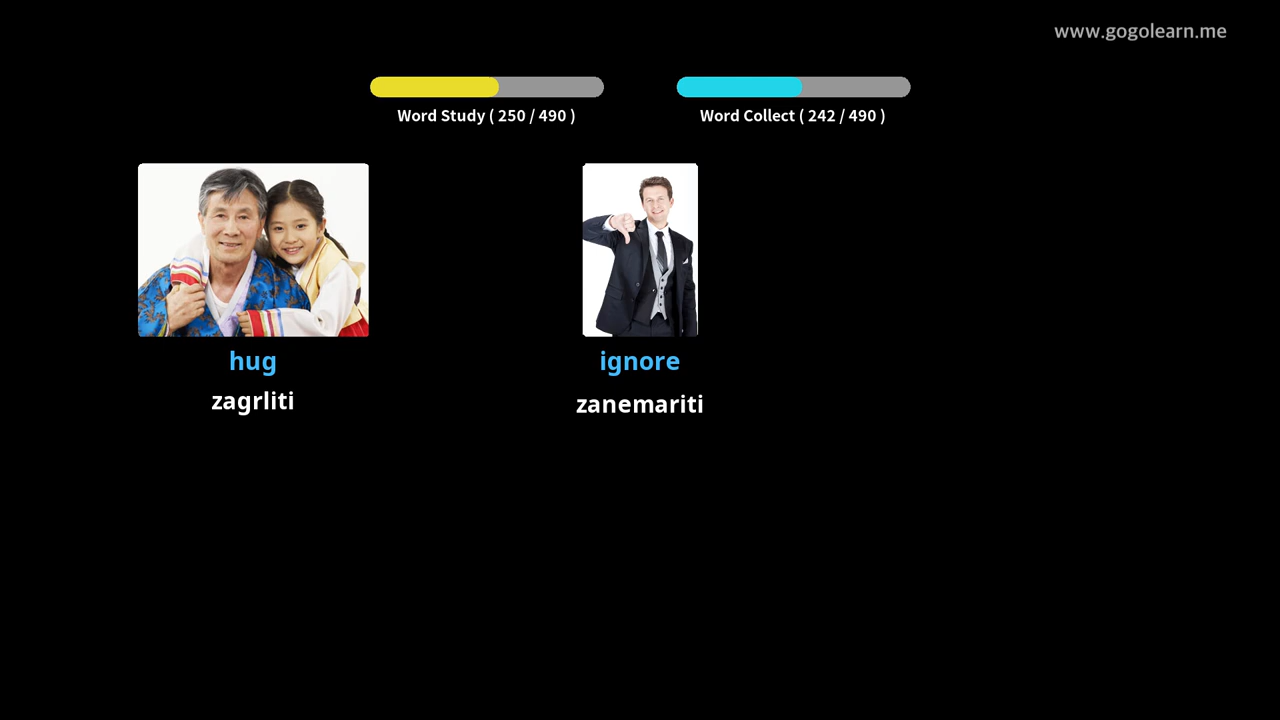 www.gogolearn.me
Word Study ( 250 / 490 )
Word Collect ( 242 / 490 )
hug
zagrliti
ignore
zanemariti